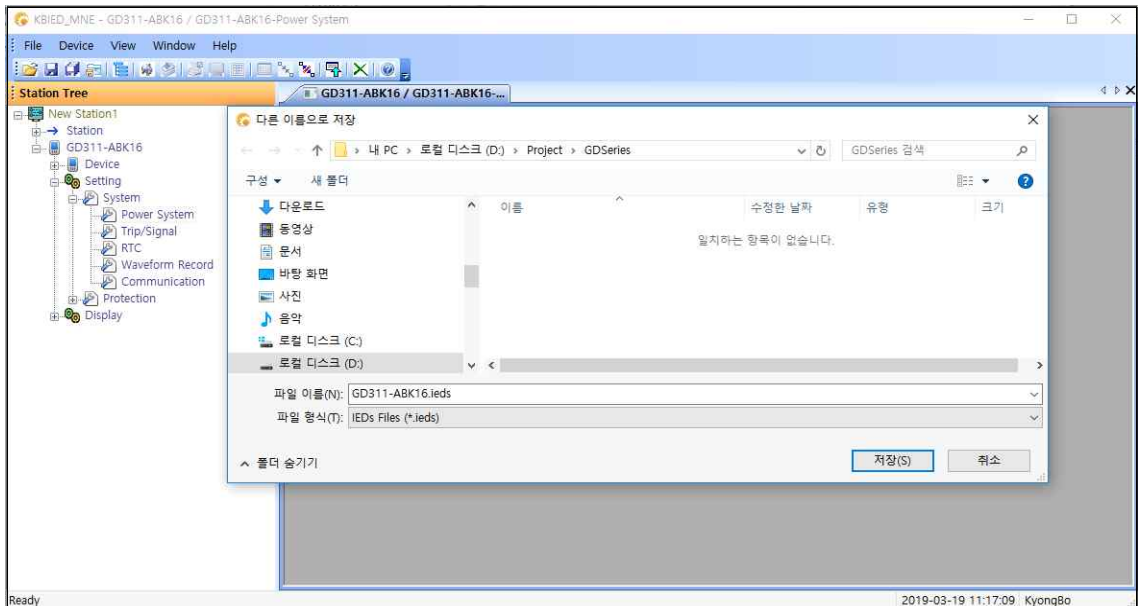 KBIED_MNE - GD311-ABK16 / GD311-ABK16-Power System
File Device View Window Help
Station Tree
GD311-ABK16 / GD311-ABK16-...
New Station1
Station
GD311-ABK16
Device
Setting
System
Power System
Trip/Signal
RTC
Waveform Record
Communication
Protection
Display
다른 이름으로 저장
내 PC > 로컬 디스크 (D:) > Project > GDSeries
GDSeries 검색
구성 새 폴더
이름 수정한 날짜 유형 크기
일치하는 항목이 없습니다.
다운로드
동영상
문서
바탕 화면
사진
음악
로컬 디스크 (C:)
로컬 디스크 (D:)
파일 이름(N): GD311-ABK16.ieds
파일 형식(T): IEDs Files (*.ieds)
폴더 숨기기
저장(S) 취소
Ready
2019-03-19 11:17:09 KyongBo